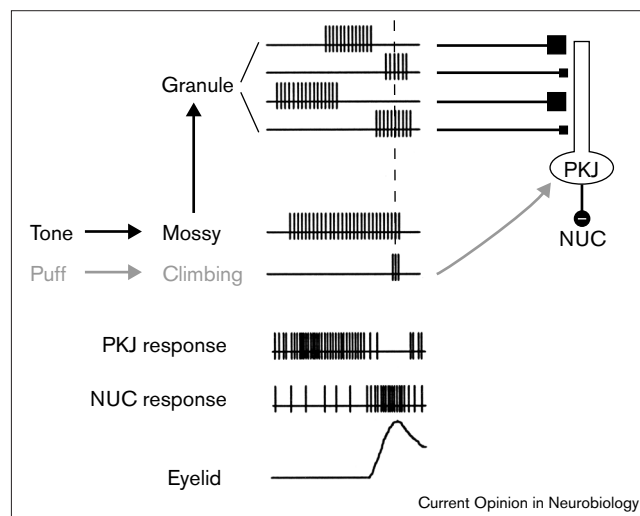 Granule
PKJ
NUC
Tone Mossy
Puff Climbing
PKJ response
NUC response
Eyelid
Current Opinion in Neurobiology